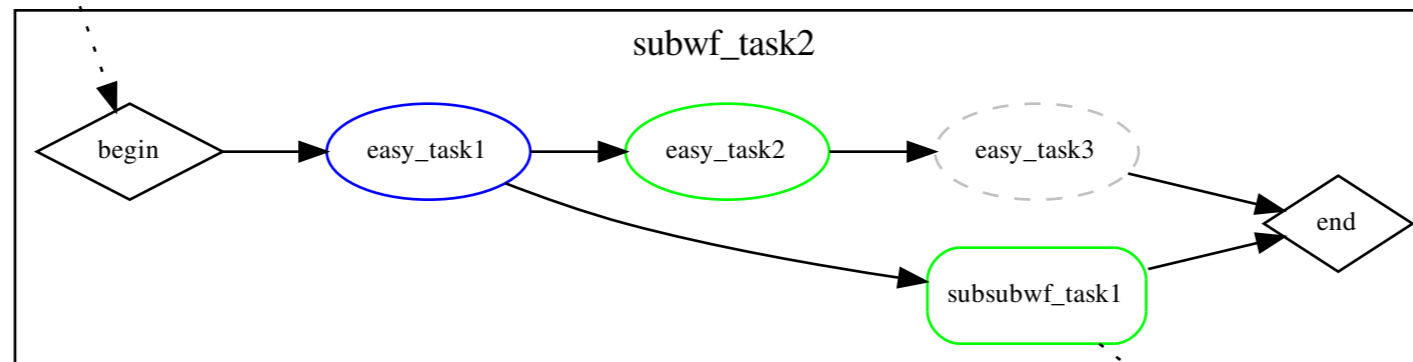 subwf_task2
begin
easy_task1
easy_task2
easy_task3
end
subsubwf_task1